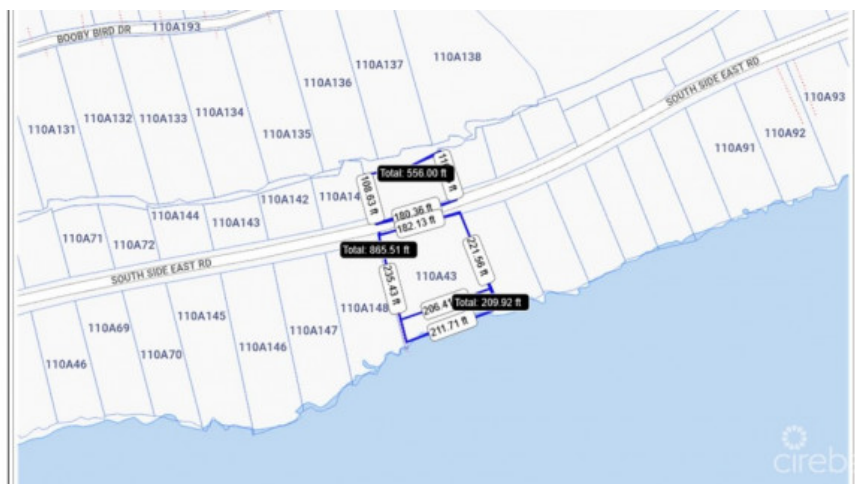 BOOBY BIRD DR
110A193
110A138
110A137
110A136
110A131
110A132
110A133
110A134
110A135
SOUTH SIDE EAST RD
110A93
110A92
110A91
Total: 556.00 ft
108.63 ft
180.36 ft
182.13 ft
110A142
110A144
110A143
110A71
110A72
Total: 865.51 ft
221.56 ft
SOUTH SIDE EAST RD
235.43 ft
110A43
Total: 209.92 ft
211.71 ft
110A148
110A145
110A69
110A147
110A146
110A70
110A46